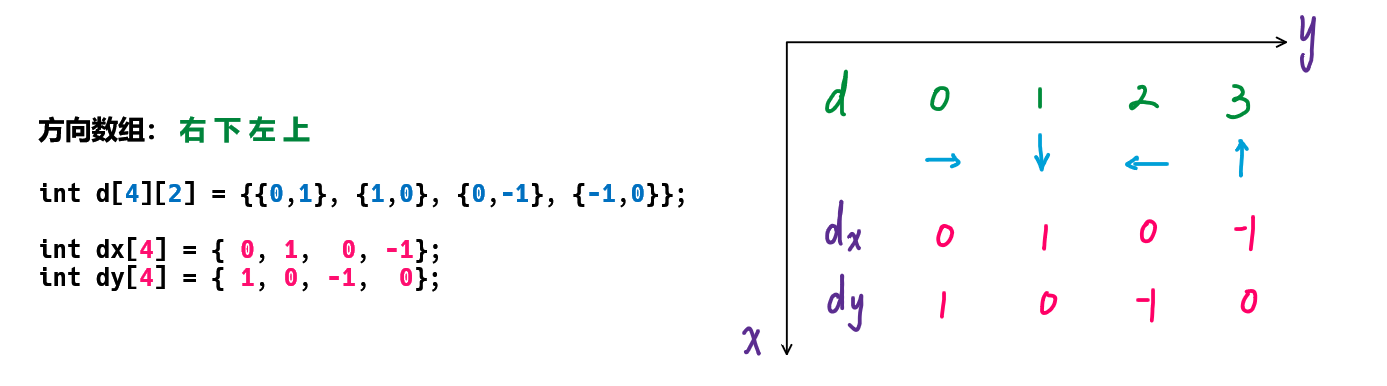 方向数组： 右 下 左 上
int d[4][2] = {{0,1}, {1,0}, {0,-1}, {-1,0}};
int dx[4] = { 0, 1,  0, -1};
int dy[4] = { 1, 0, -1,  0};
y
d 0 1 2 3
→ ↓ ← ↑
dx 0 1 0 -1
dy 1 0 -1 0
x